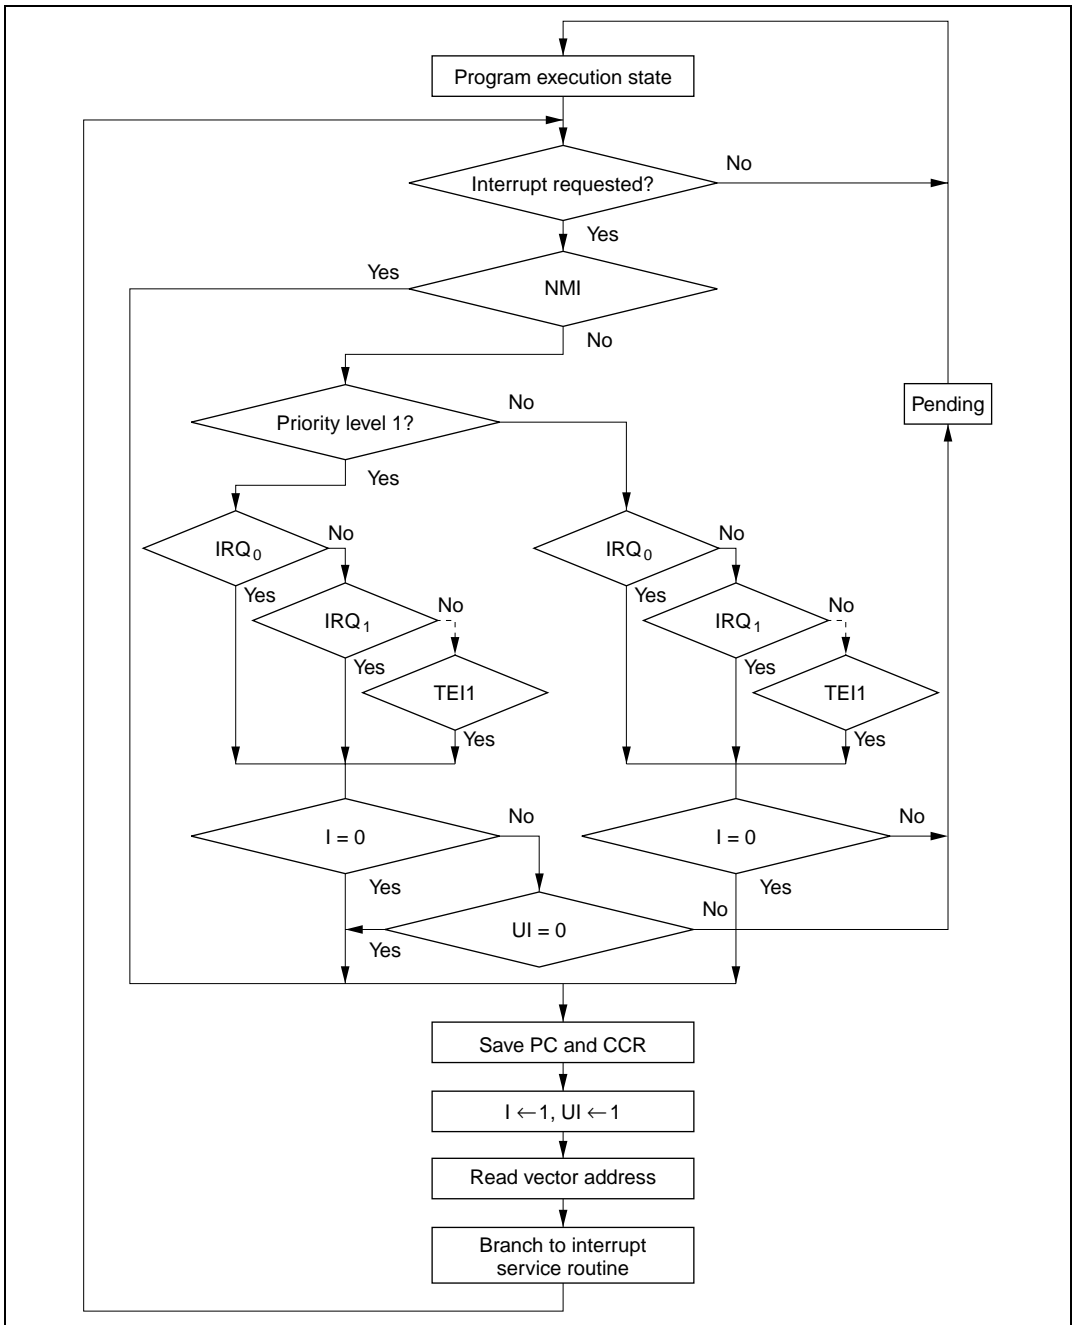 Program execution state
No
Interrupt requested?
Yes
Yes
NMI
No
No
Pending
Priority level 1?
Yes
No
No
IRQ0
IRQ0
Yes
No
Yes
No
IRQ1
IRQ1
Yes
Yes
TEI1
TEI1
Yes
Yes
No
No
I = 0
I = 0
Yes
Yes
No
UI = 0
Yes
Save PC and CCR
I ←1, UI ←1
Read vector address
Branch to interrupt
service routine